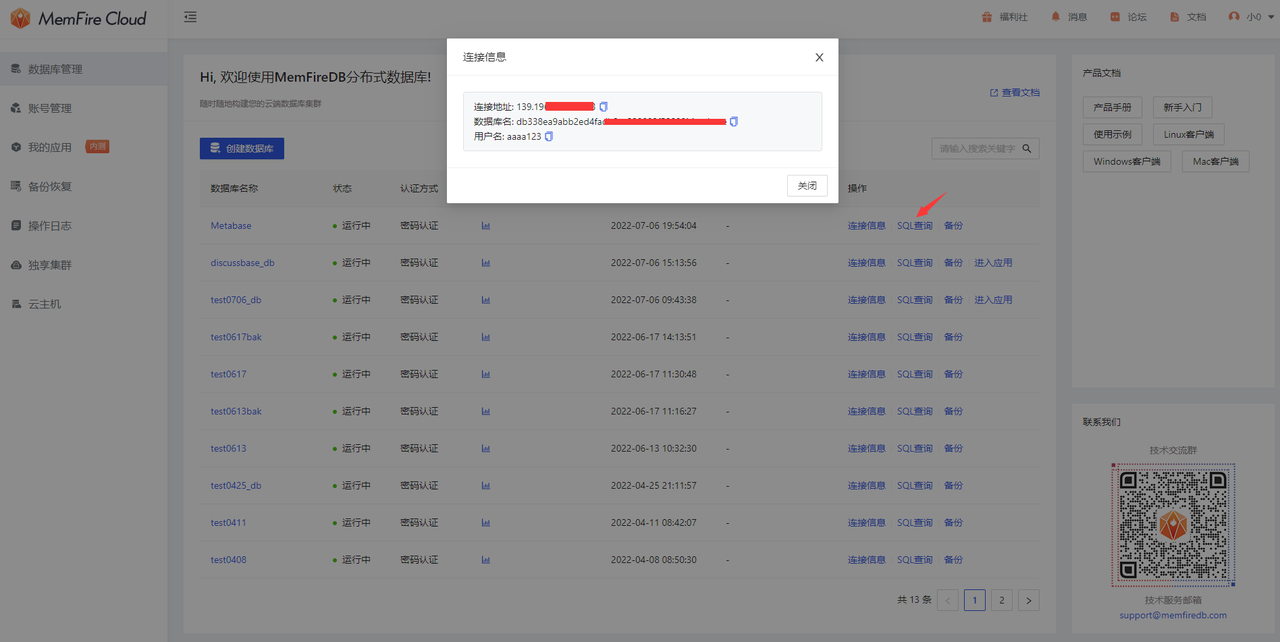 MemFire Cloud
福利社 消息 论坛 文档 小0
数据库管理
账号管理
我的应用 内测
备份恢复
操作日志
独享集群
云主机
Hi, 欢迎使用MemFireDB分布式数据库!
随时随地构建您的云端数据库集群
查看文档
创建数据库
请输入搜索关键字
连接信息
连接地址: 139.19
数据库名: db338ea9abb2ed4fa
用户名: aaaa123
关闭
数据库名称 状态 认证方式 操作
Metabase 运行中 密码认证 2022-07-06 19:54:04 - 连接信息 SQL查询 备份
discussbase_db 运行中 密码认证 2022-07-06 15:13:56 - 连接信息 SQL查询 备份 进入应用
test0706_db 运行中 密码认证 2022-07-06 09:43:38 - 连接信息 SQL查询 备份 进入应用
test0617bak 运行中 密码认证 2022-06-17 14:13:51 - 连接信息 SQL查询 备份
test0617 运行中 密码认证 2022-06-17 11:30:48 - 连接信息 SQL查询 备份
test0613bak 运行中 密码认证 2022-06-17 11:16:27 - 连接信息 SQL查询 备份
test0613 运行中 密码认证 2022-06-13 10:32:30 - 连接信息 SQL查询 备份
test0425_db 运行中 密码认证 2022-04-25 21:11:57 - 连接信息 SQL查询 备份
test0411 运行中 密码认证 2022-04-11 08:42:07 - 连接信息 SQL查询 备份
test0408 运行中 密码认证 2022-04-08 08:50:30 - 连接信息 SQL查询 备份
共 13 条 < 1 2 >
产品文档
产品手册 新手入门
使用示例 Linux客户端
Windows客户端 Mac客户端
联系我们
技术交流群
技术服务邮箱
support@memfiredb.com